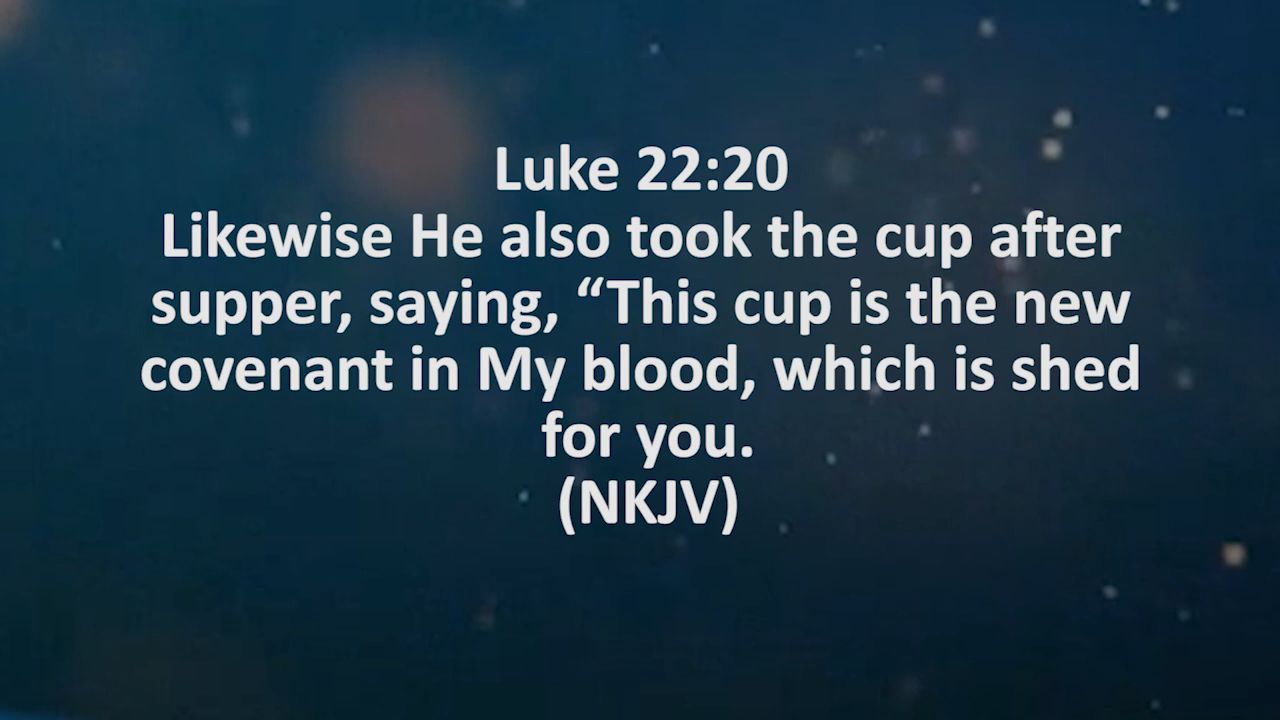 Luke 22:20
Likewise He also took the cup after
supper, saying, “This cup is the new
covenant in My blood, which is shed
for you.
(NKJV)